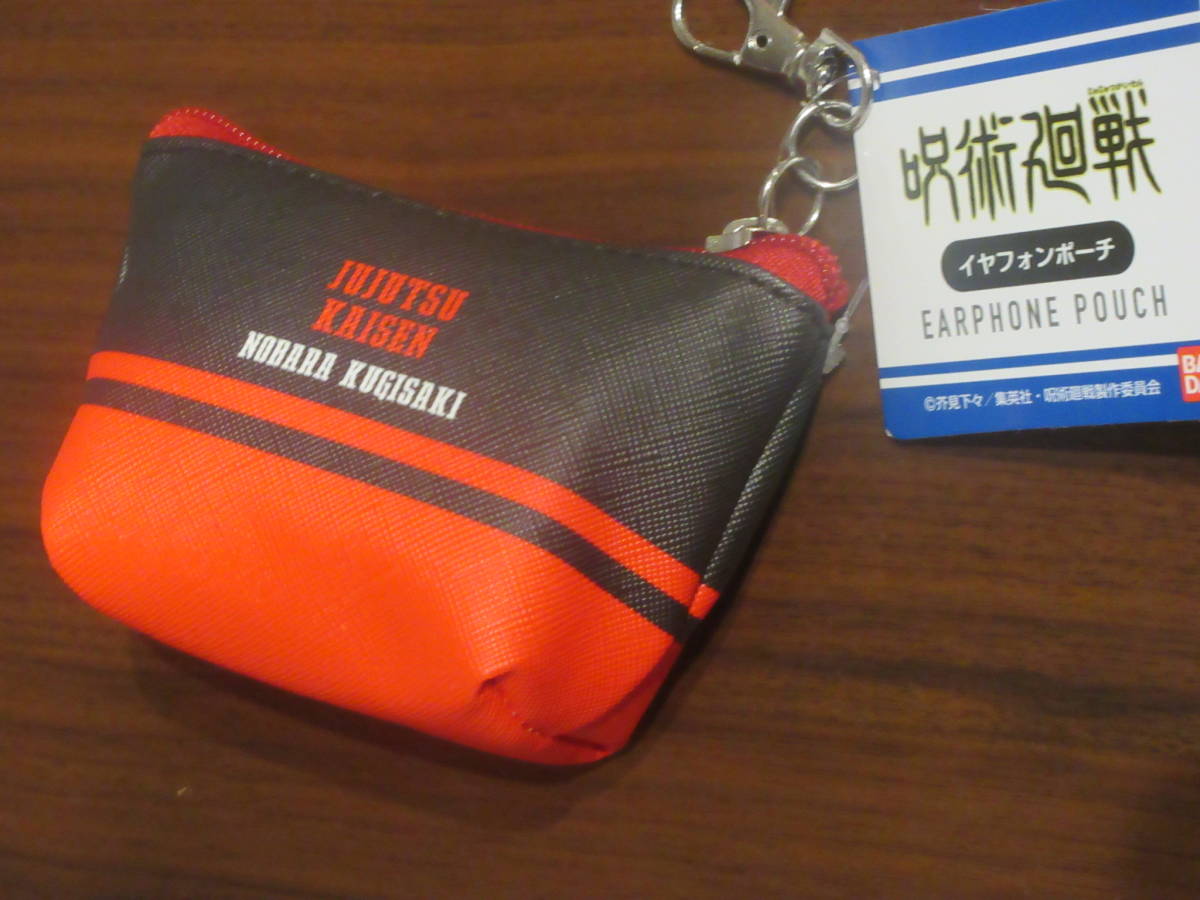 JUJUTSU
KAISEN
NOBARA KUGISAKI
呪術廻戦
イヤフォンポーチ
EARPHONE POUCH
©芥見下々/集英社・呪術廻戦製作委員会